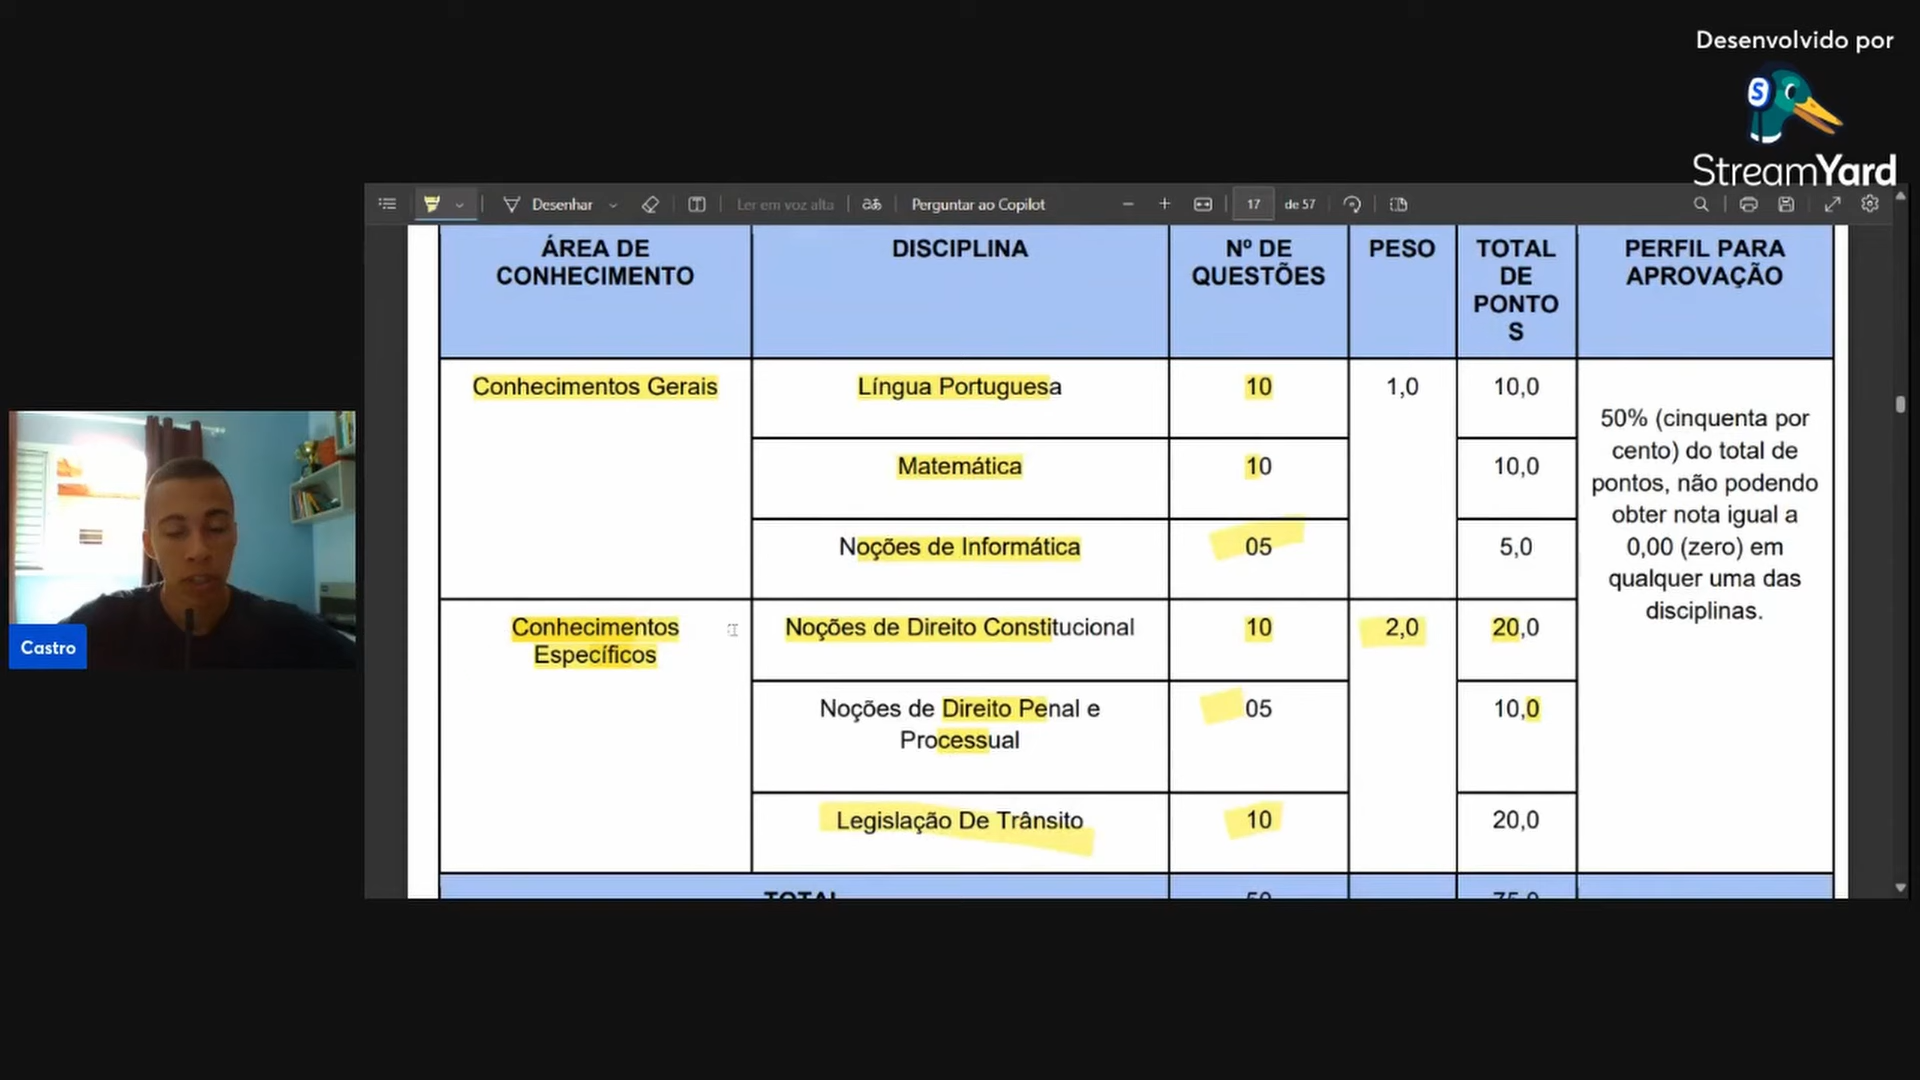 Desenvolvido por
StreamYard
Desenhar
Ler em voz alta
Perguntar ao Copilot
17
de 57
ÁREA DE
CONHECIMENTO
DISCIPLINA
Nº DE
QUESTÕES
PESO
TOTAL
DE
PONTO
S
PERFIL PARA
APROVAÇÃO
Conhecimentos Gerais
Língua Portuguesa
10
1,0
10,0
50% (cinquenta por
cento) do total de
pontos, não podendo
obter nota igual a
0,00 (zero) em
qualquer uma das
disciplinas.
Matemática
10
10,0
Noções de Informática
05
5,0
Conhecimentos
Específicos
Noções de Direito Constitucional
10
2,0
20,0
Noções de Direito Penal e
Processual
05
10,0
Legislação De Trânsito
10
20,0
TOTAL
50
75,0
Castro